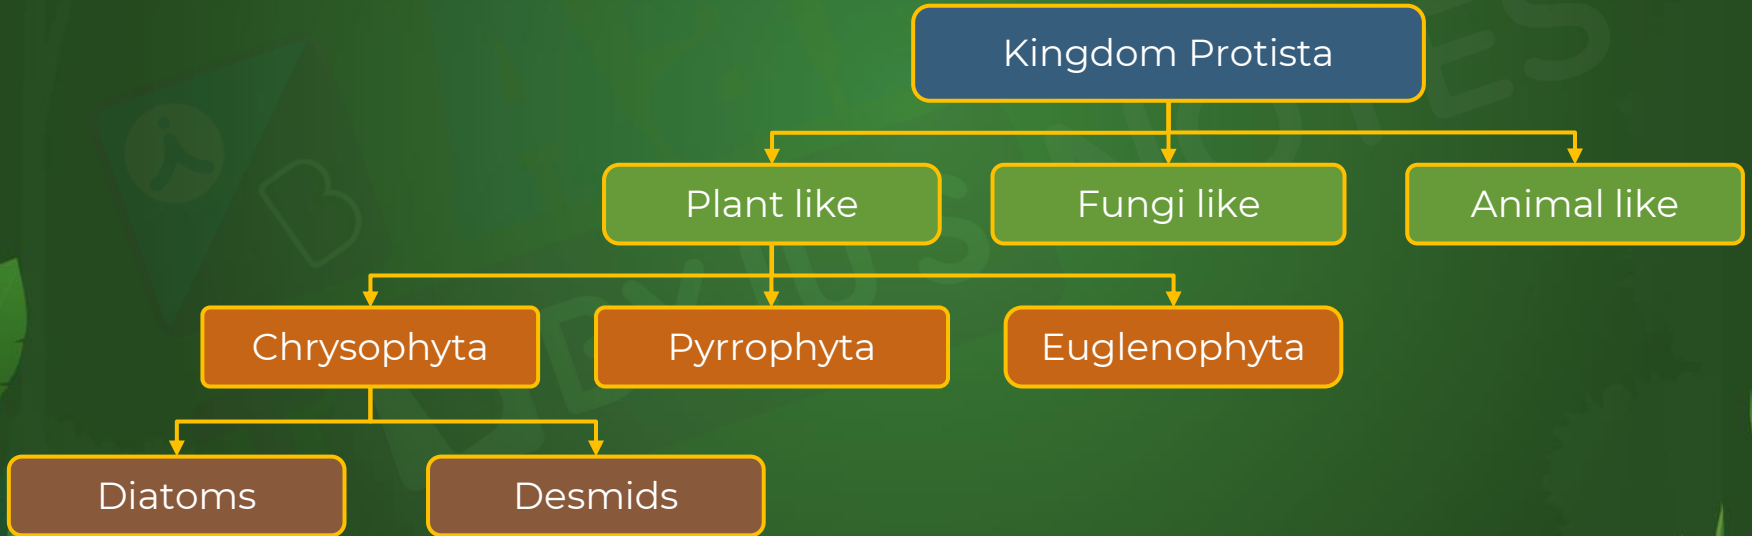 Kingdom Protista
Plant like
Fungi like
Animal like
Chrysophyta
Pyrrophyta
Euglenophyta
Diatoms
Desmids